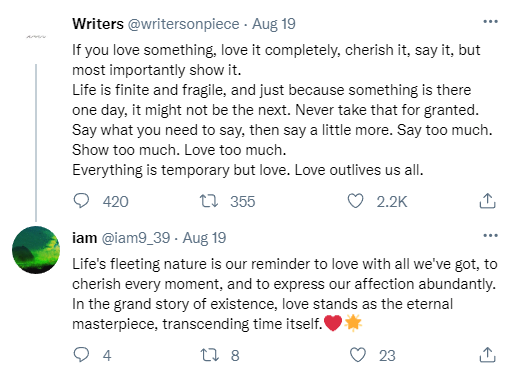 Writers @writersonpiece · Aug 19
If you love something, love it completely, cherish it, say it, but
most importantly show it.
Life is finite and fragile, and just because something is there
one day, it might not be the next. Never take that for granted.
Say what you need to say, then say a little more. Say too much.
Show too much. Love too much.
Everything is temporary but love. Love outlives us all.
420 355 2.2K
iam @iam9_39 · Aug 19
Life's fleeting nature is our reminder to love with all we've got, to
cherish every moment, and to express our affection abundantly.
In the grand story of existence, love stands as the eternal
masterpiece, transcending time itself.❤️🌟
4 8 23